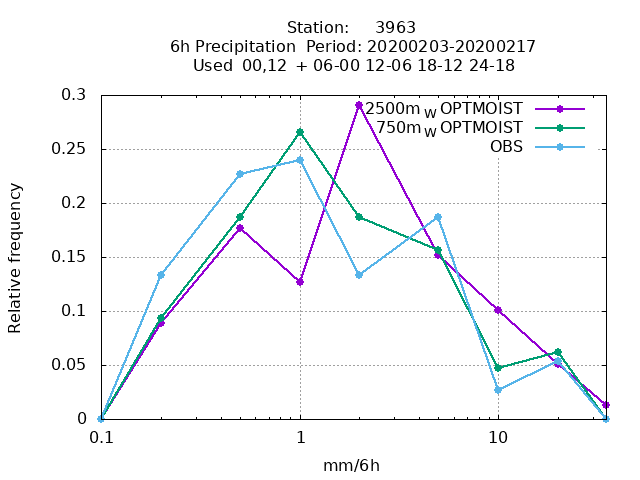 Station: 3963
6h Precipitation Period: 20200203-20200217
Used 00,12 + 06-00 12-06 18-12 24-18
0.3
0.25
0.2
0.15
0.1
0.05
0
Relative frequency
2500m_W OPTMOIST
750m_W OPTMOIST
OBS
0.1 1 10
mm/6h